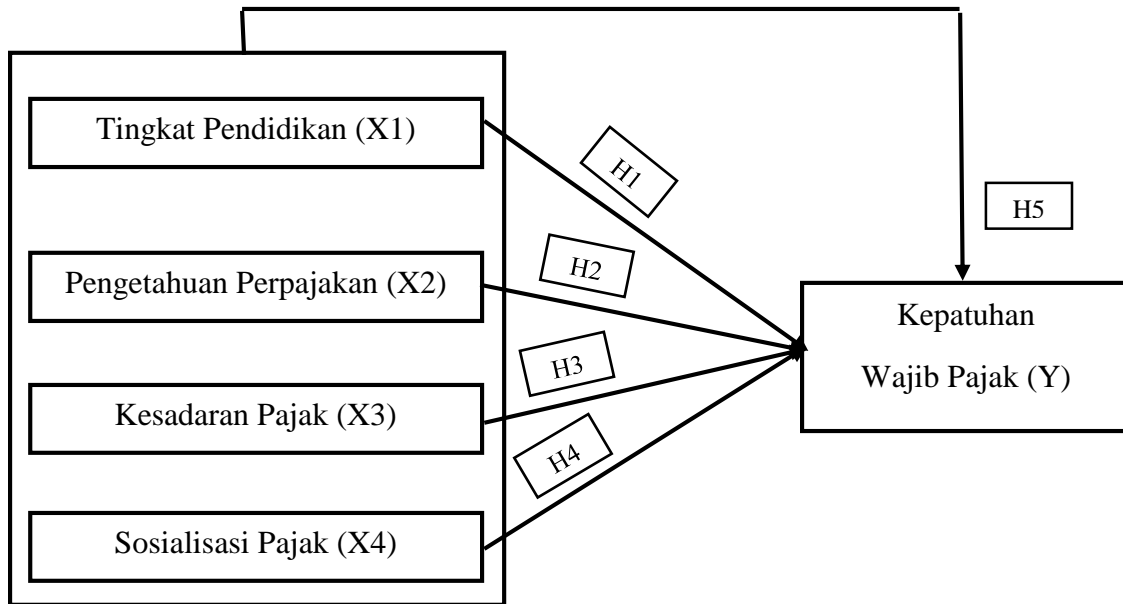 Tingkat Pendidikan (X1)
H1
H5
Pengetahuan Perpajakan (X2)
H2
Kepatuhan
Wajib Pajak (Y)
H3
Kesadaran Pajak (X3)
H4
Sosialisasi Pajak (X4)